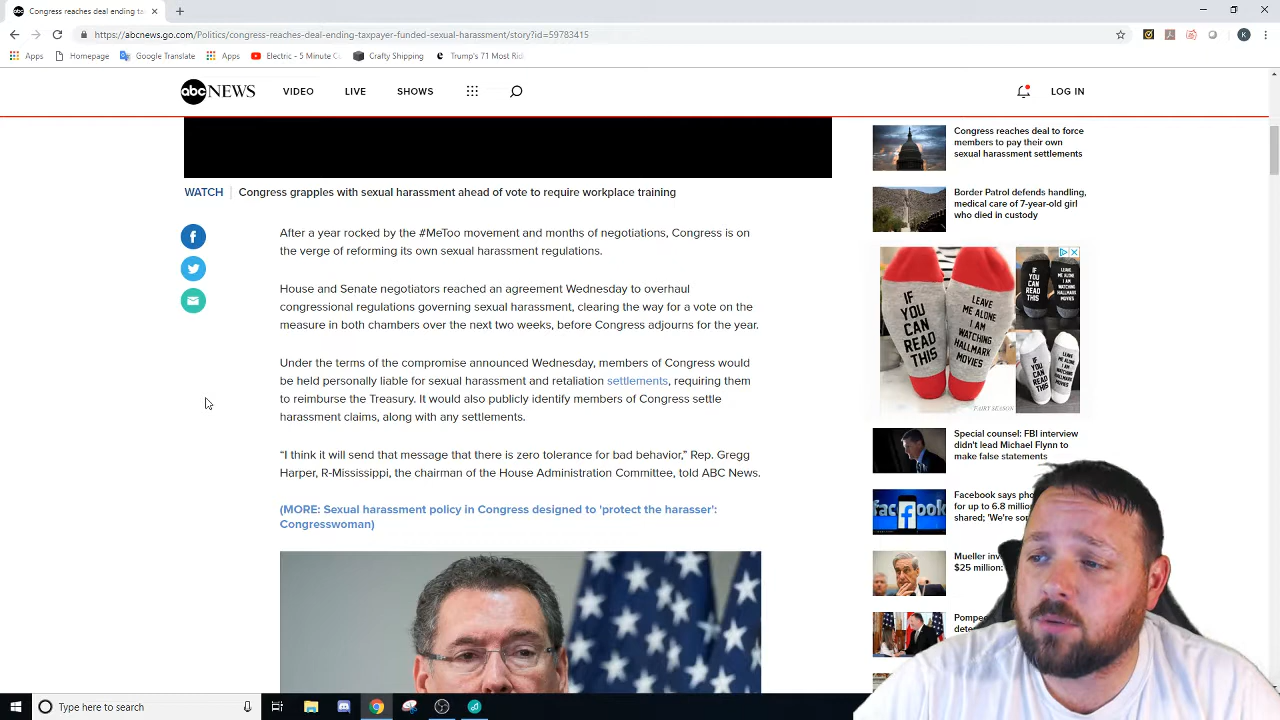 Congress reaches deal ending ta
https://abcnews.go.com/Politics/congress-reaches-deal-ending-taxpayer-funded-sexual-harassment/story?id=59783415
Apps Homepage Google Translate Apps Electric - 5 Minute Crafty Grafting Trump's 71 Most Rid
abc NEWS VIDEO LIVE SHOWS LOG IN
WATCH Congress grapples with sexual harassment ahead of vote to require workplace training
After a year rocked by the #MeToo movement and months of negotiations, Congress is on
the verge of reforming its own sexual harassment regulations.
House and Senate negotiators reached an agreement Wednesday to overhaul
congressional regulations governing sexual harassment, clearing the way for a vote on the
measure in both chambers over the next two weeks, before Congress adjourns for the year.
Under the terms of the compromise announced Wednesday, members of Congress would
be held personally liable for sexual harassment and retaliation settlements, requiring them
to reimburse the Treasury. It would also publicly identify members of Congress settle
harassment claims, along with any settlements.
“I think it will send that message that there is zero tolerance for bad behavior,” Rep. Gregg
Harper, R-Mississippi, the chairman of the House Administration Committee, told ABC News.
(MORE: Sexual harassment policy in Congress designed to 'protect the harasser':
Congresswoman)
Congress reaches deal to force
members to pay their own
sexual harassment settlements
Border Patrol defends handling,
medical care of 7-year-old girl
who died in custody
IF
YOU
CAN
READ
THIS
LEAVE
ME ALONE
I AM
WATCHING
HALLMARK
MOVIES
FAIRY SEASON
Special counsel: FBI interview
didn't lead Michael Flynn to
make false statements
Facebook says pho
for up to 6.8 million
shared; 'We're sor
Mueller inv
$25 million:
Pompeo
dete
Type here to search